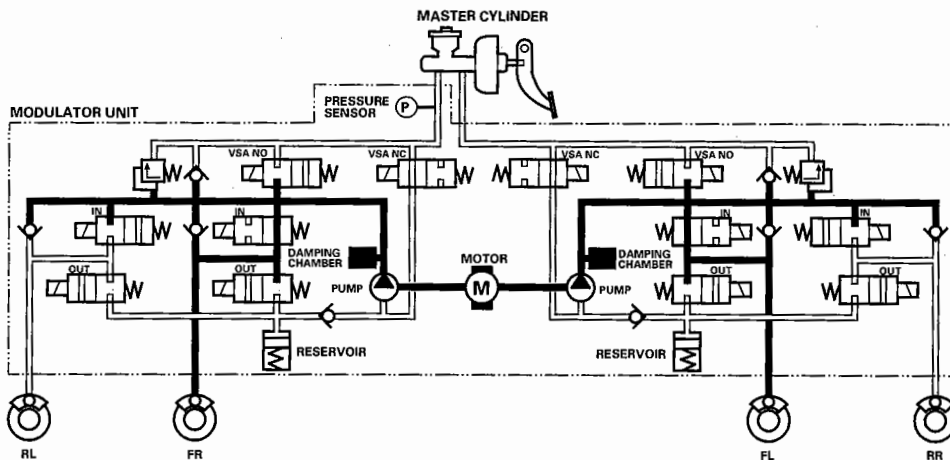 MASTER CYLINDER
MODULATOR UNIT
PRESSURE
SENSOR
P
VSA NO
VSA NC
VSA NC
VSA NO
IN
IN
IN
IN
DAMPING
CHAMBER
MOTOR
DAMPING
CHAMBER
OUT
OUT
PUMP
M
PUMP
OUT
OUT
RESERVOIR
RESERVOIR
RL
FR
FL
RR